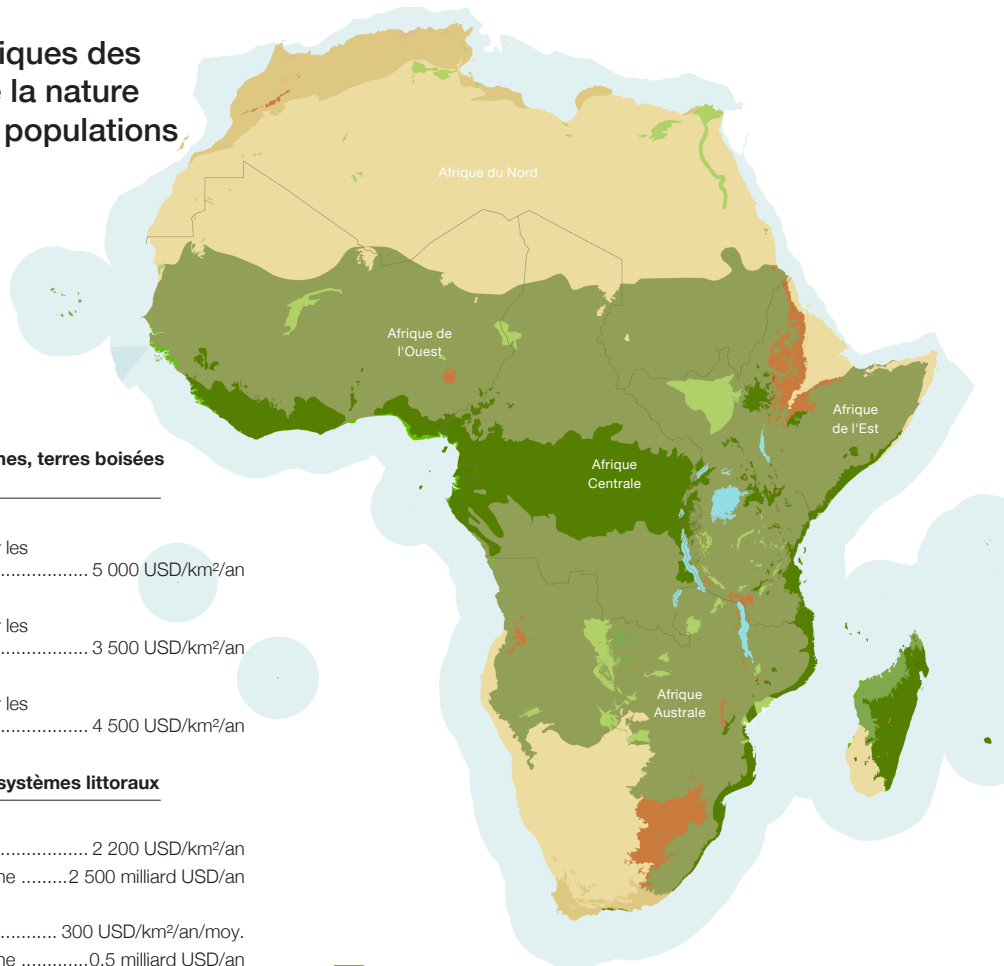 iques des
e la nature
populations
Afrique du Nord
Afrique de
l'Ouest
Afrique
de l'Est
Afrique
Centrale
Afrique
Australe
nes, terres boisées
r les
.................. 5 000 USD/km²/an
r les
.................. 3 500 USD/km²/an
r les
.................. 4 500 USD/km²/an
systèmes littoraux
.................. 2 200 USD/km²/an
ne .........2 500 milliard USD/an
............ 300 USD/km²/an/moy.
ne .............0.5 milliard USD/an